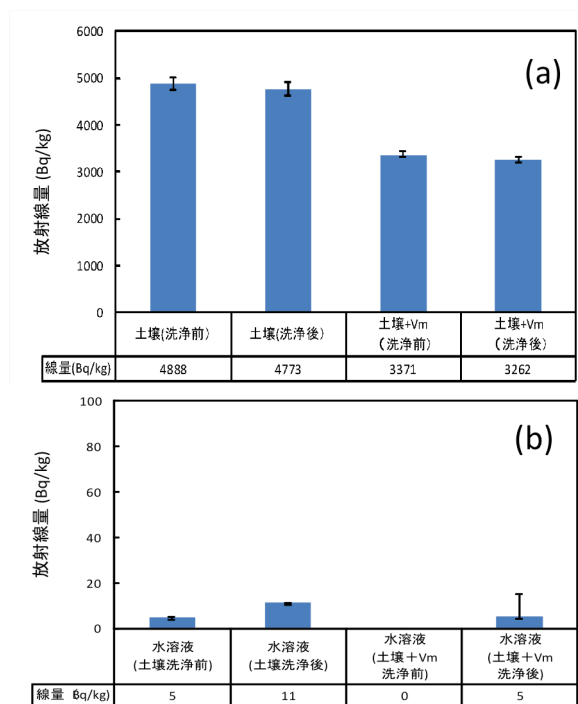 6000
(a)
5000
4000
3000
2000
1000
0
放射線量 (Bq/kg)
土壌(洗浄前) 土壌(洗浄後) 土壌+Vm 土壌+Vm
(洗浄前) (洗浄後)
線量(Bq/kg) 4888 4773 3371 3262
100
(b)
80
60
40
20
0
放射線量 (Bq/kg)
水溶液 水溶液 水溶液 水溶液
(土壌洗浄前) (土壌洗浄後) (土壌+Vm (土壌+Vm
洗浄前) 洗浄後)
線量 Bq/kg) 5 11 0 5